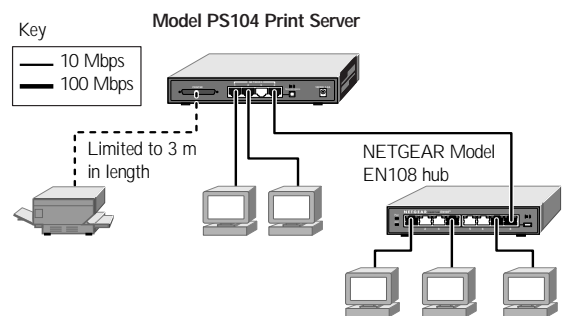 Model PS104 Print Server
Key
10 Mbps
100 Mbps
Limited to 3 m
in length
NETGEAR Model
EN108 hub
NETGEAR